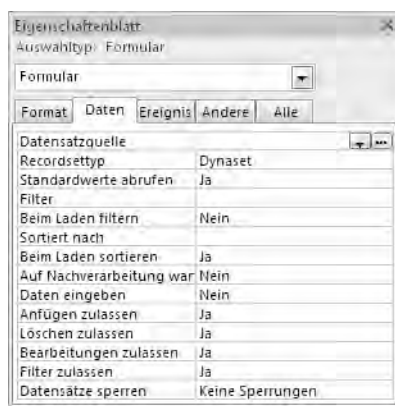 Eigenschaftenblatt
Auswahltyp: Formular
Formular
Format Daten Ereignis Andere Alle
Datensatzquelle
Recordsettyp Dynaset
Standardwerte abrufen Ja
Filter
Beim Laden filtern Nein
Sortiert nach
Beim Laden sortieren Ja
Auf Nachverarbeitung war Nein
Daten eingeben Nein
Anfügen zulassen Ja
Löschen zulassen Ja
Bearbeitungen zulassen Ja
Filter zulassen Ja
Datensätze sperren Keine Sperrungen